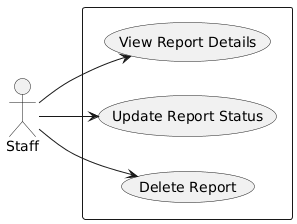 View Report Details
Update Report Status
Staff
Delete Report